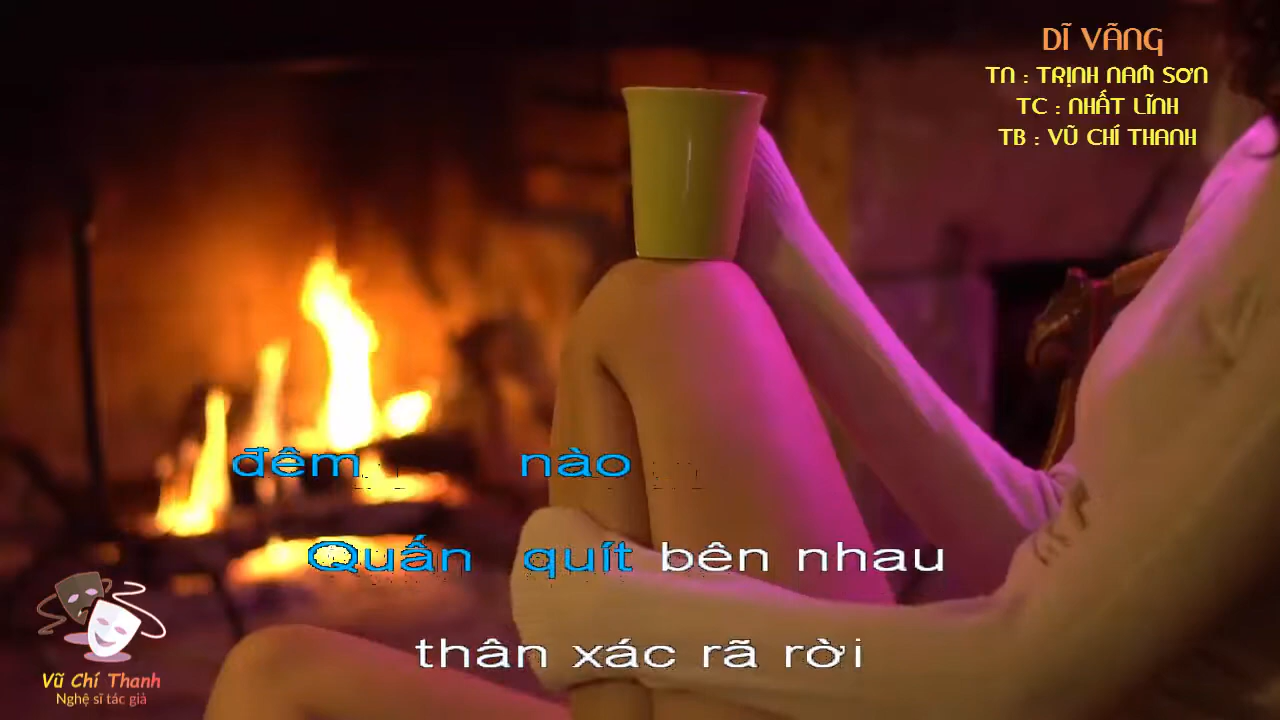 DĨ VÃNG
TN : TRỊNH NAM SƠN
TC : NHẤT LĨNH
TB : VŨ CHÍ THANH
đêm nào
Quấn quít bên nhau
thân xác rã rời
Vũ Chí Thanh
Nghệ sĩ tác giả